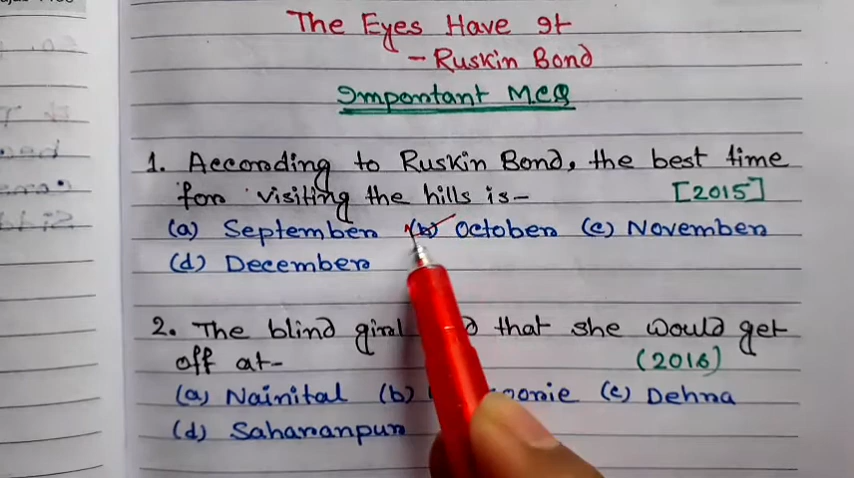 The Eyes Have It
- Ruskin Bond
Important MCQ
1. According to Ruskin Bond, the best time
for visiting the hills is-
[2015]
(a) September (b) October (c) November
(d) December
2. The blind girl that she would get
off at-
(2016)
(a) Nainital (b) (c) Dehra
(d) Saharanpur